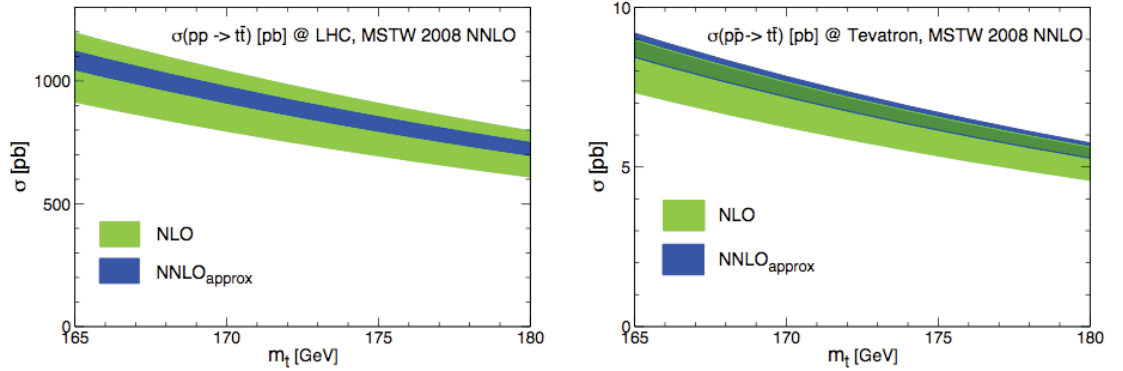 σ(pp -> tt̄) [pb] @ LHC, MSTW 2008 NNLO
1000
500
0
σ [pb]
NLO
NNLOapprox
165
170
175
180
mt [GeV]
σ(pp̄-> tt̄) [pb] @ Tevatron, MSTW 2008 NNLO
10
5
0
σ [pb]
NLO
NNLOapprox
165
170
175
180
mt [GeV]